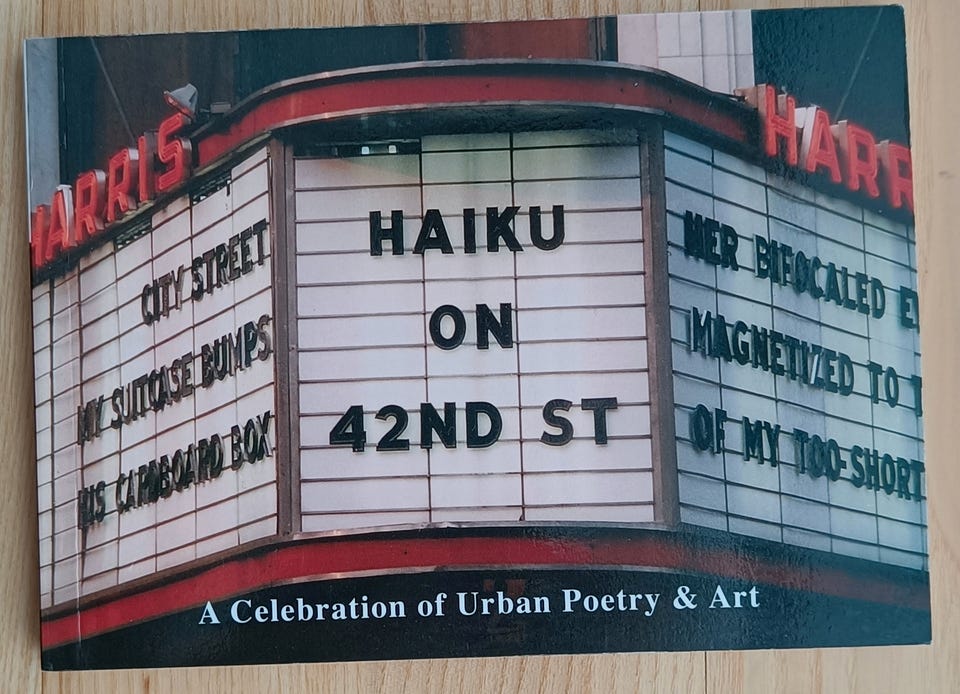 HARRIS
CITY STREET
MY SUITCASE BUMPS
HIS CARDBOARD BOX
HAIKU
ON
42ND ST
HARR
HER BIFOCALED
MAGNETIZED TO
OF MY TOO-SHORT
A Celebration of Urban Poetry & Art